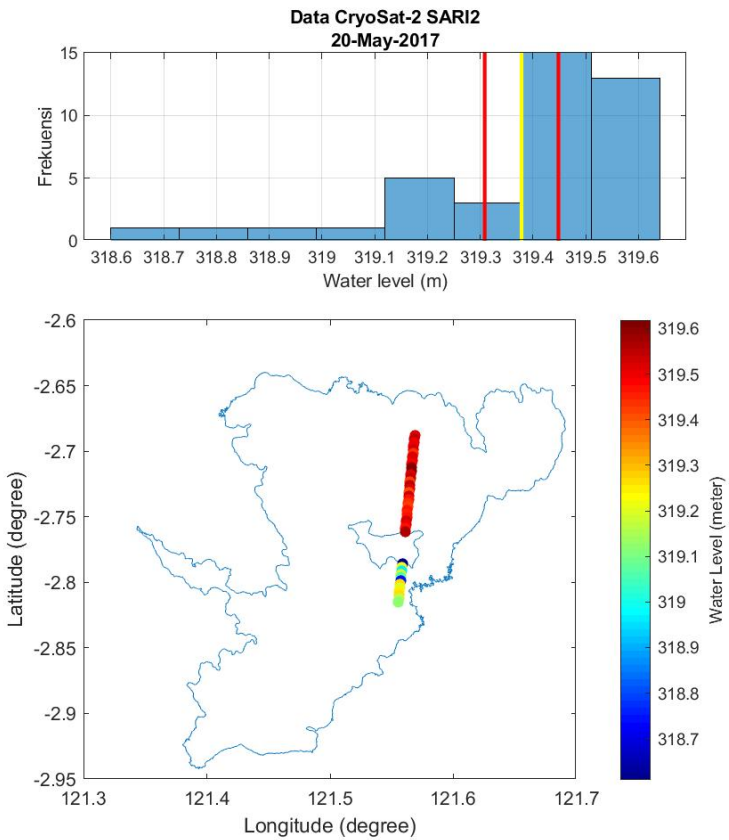 Data CryoSat-2 SARI2
20-May-2017
15
10
5
0
Frekuensi
318.6 318.7 318.8 318.9 319 319.1 319.2 319.3 319.4 319.5 319.6
Water level (m)
-2.6
-2.65
-2.7
-2.75
-2.8
-2.85
-2.9
-2.95
Latitude (degree)
121.3 121.4 121.5 121.6 121.7
Longitude (degree)
319.6
319.5
319.4
319.3
319.2
319.1
319
318.9
318.8
318.7
Water Level (meter)